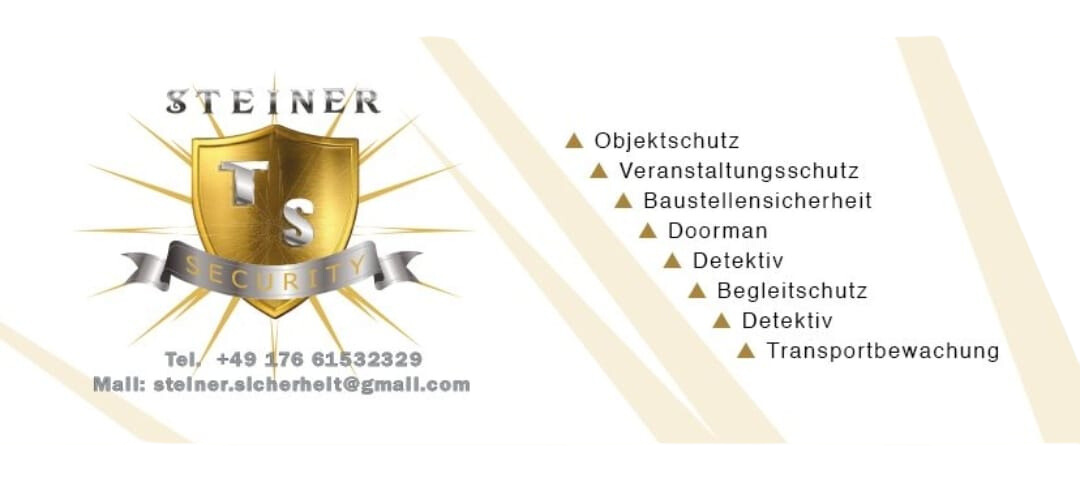 STEINER
T
S
SECURITY
Tel. +49 176 61532329
Mail: steiner.sicherheit@gmail.com
Objektschutz
Veranstaltungsschutz
Baustellensicherheit
Doorman
Detektiv
Begleitschutz
Detektiv
Transportbewachung